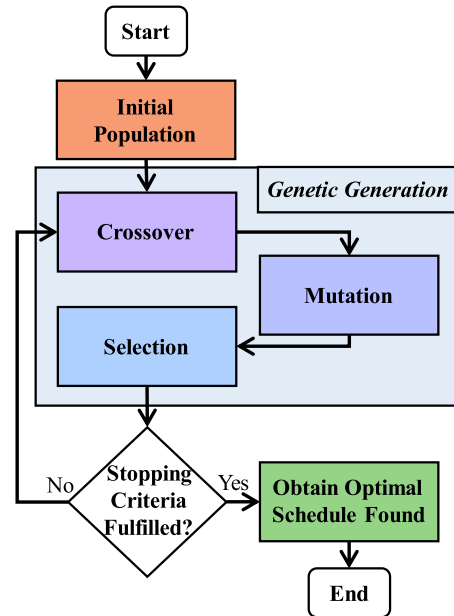 Start
Initial
Population
Genetic Generation
Crossover
Mutation
Selection
Stopping
Criteria
Fulfilled?
No
Yes
Obtain Optimal
Schedule Found
End